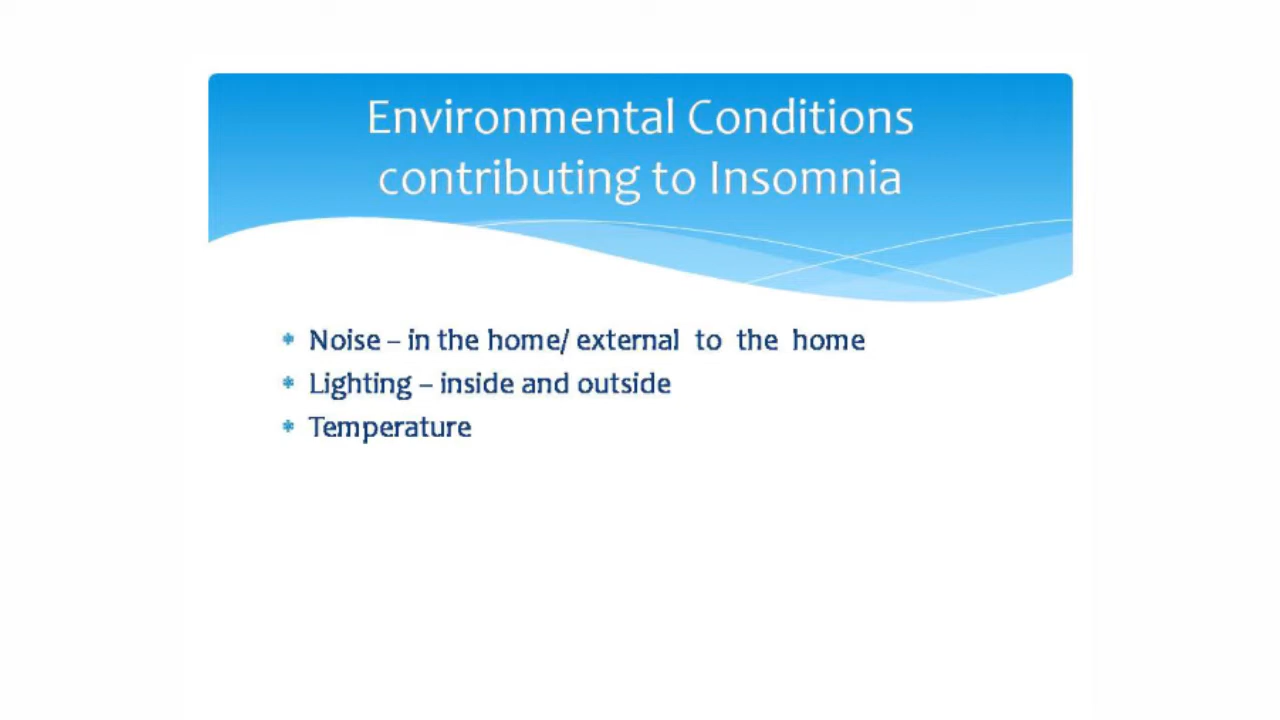 Environmental Conditions
contributing to Insomnia
* Noise – in the home/ external to the home
* Lighting – inside and outside
* Temperature